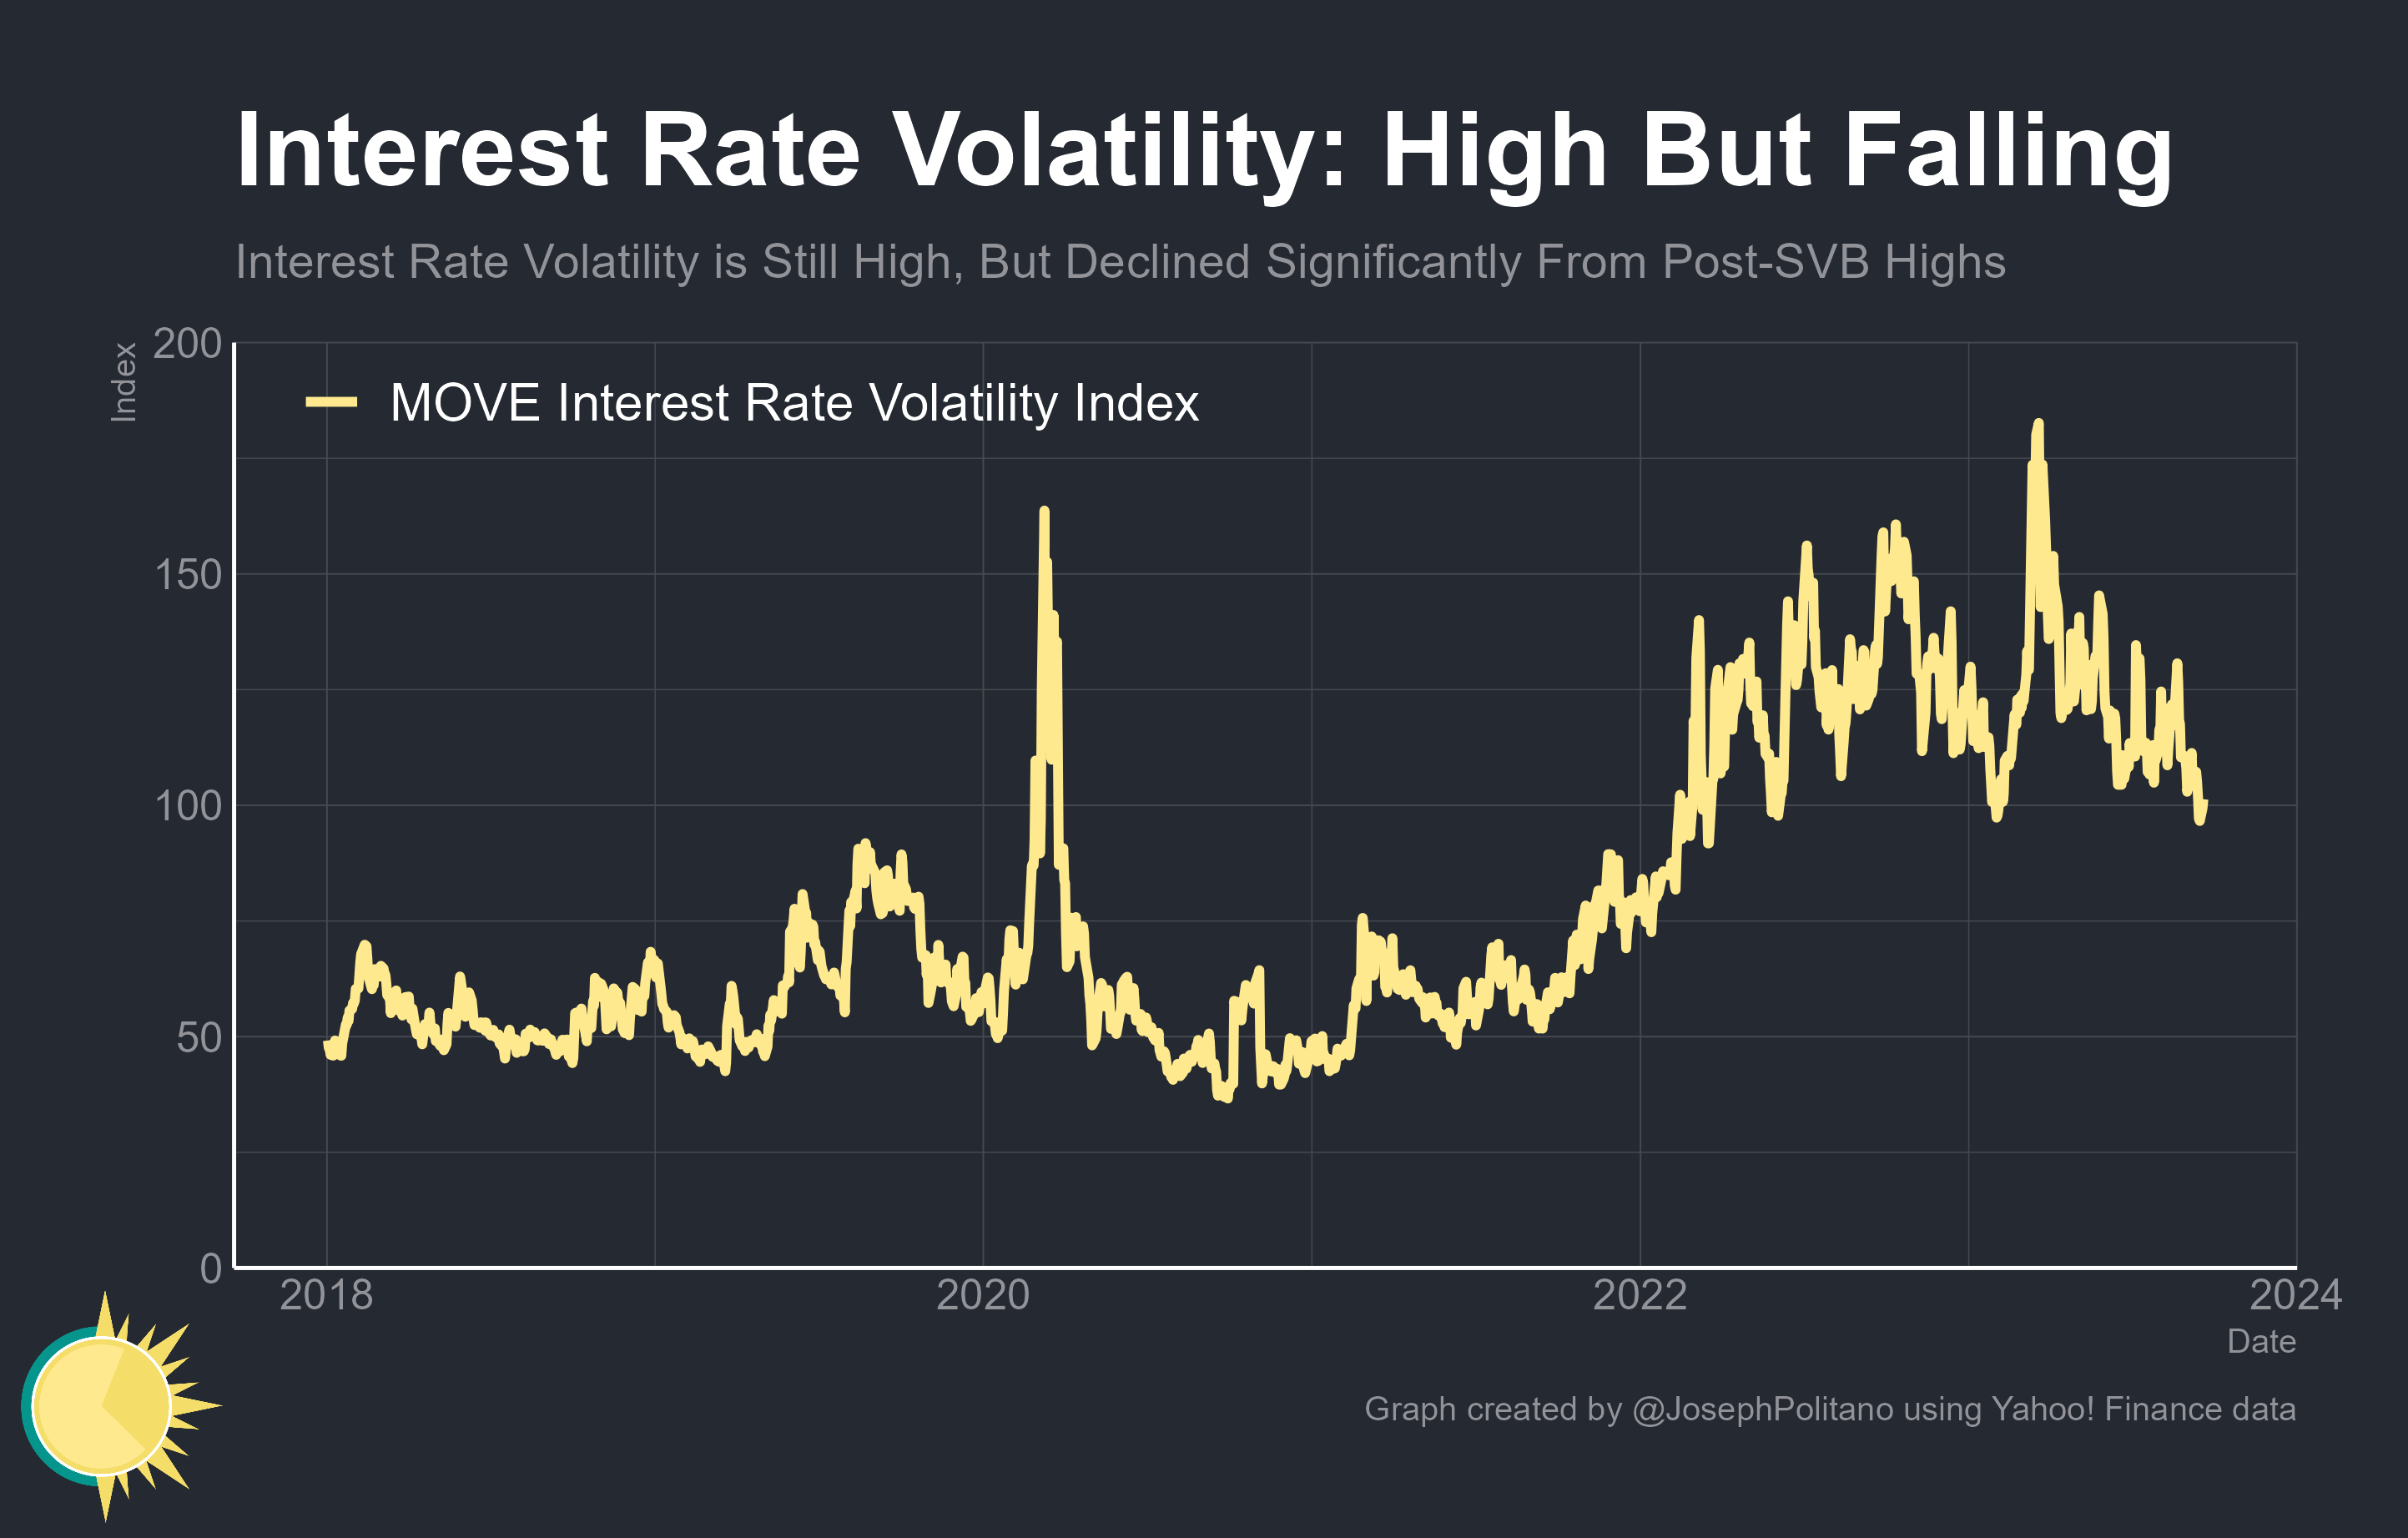 Interest Rate Volatility: High But Falling
Interest Rate Volatility is Still High, But Declined Significantly From Post-SVB Highs
Index
200
MOVE Interest Rate Volatility Index
150
100
50
0
2018 2020 2022 2024
Date
Graph created by @JosephPolitano using Yahoo! Finance data